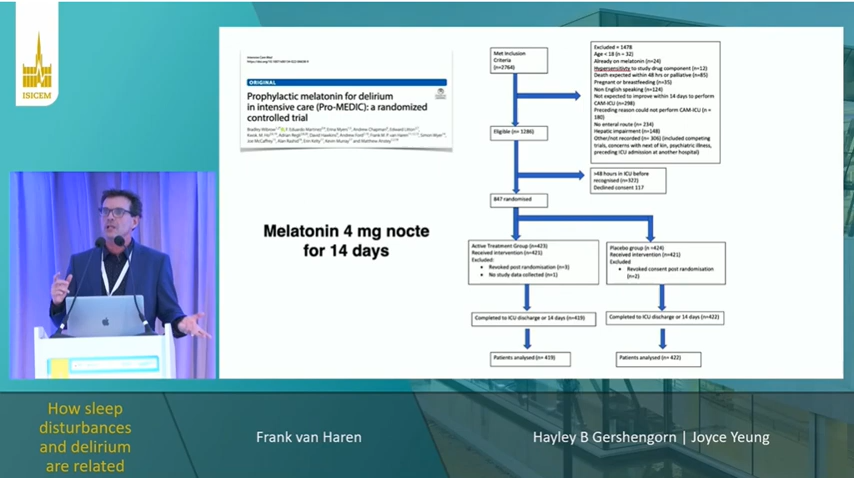 ISICEM
Intensive Care Med
ORIGINAL
Prophylactic melatonin for delirium
in intensive care (Pro-MEDIC): a randomized
controlled trial
Melatonin 4 mg nocte
for 14 days
Met Inclusion
Criteria
(n=2764)
Excluded = 1478
Age < 18 (n = 32)
Already on melatonin (n=24)
Hypersensitivity to study drug component (n=12)
Death expected within 48 hrs or palliative (n=85)
Pregnant or breastfeeding (n=35)
Non English speaking (n=124)
Not expected to improve within 14 days to perform
CAM-ICU (n=298)
Preceding reason could not perform CAM-ICU (n =
180)
No enteral route (n= 234)
Hepatic impairment (n=148)
Other/not recorded (n= 306) (included competing
trials, concerns with next of kin, psychiatric illness,
preceding ICU admission at another hospital)
Eligible (n= 1286)
>48 hours in ICU before
recognised (n=322)
Declined consent 117
847 randomised
Active Treatment Group (n=423)
Received intervention (n=421)
Excluded:
• Revoked post randomisation (n=3)
• No study data collected (n=1)
Placebo group (n =424)
Received intervention (n=421)
Excluded
• Revoked consent post randomisation
(n=2)
Completed to ICU discharge or 14 days (n=419)
Completed to ICU discharge or 14 days (n=422)
Patients analysed (n= 419)
Patients analysed (n= 422)
How sleep
disturbances
and delirium
are related
Frank van Haren
Hayley B Gershengorn | Joyce Yeung